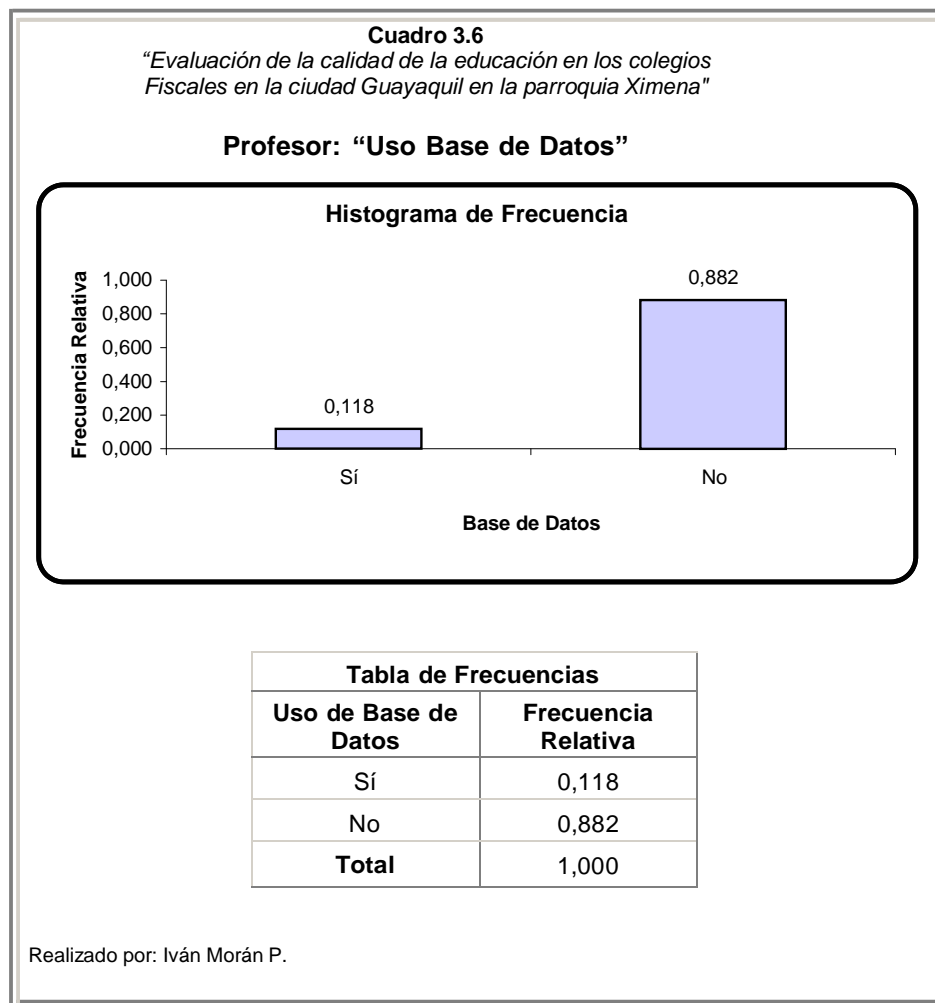 Cuadro 3.6
“Evaluación de la calidad de la educación en los colegios
Fiscales en la ciudad Guayaquil en la parroquia Ximena"
Profesor: “Uso Base de Datos”
Histograma de Frecuencia
Frecuencia Relativa
1,000
0,800
0,600
0,400
0,200
0,000
0,118
0,882
Sí
No
Base de Datos
Tabla de Frecuencias
Uso de Base de
Datos
Frecuencia
Relativa
Sí 0,118
No 0,882
Total 1,000
Realizado por: Iván Morán P.